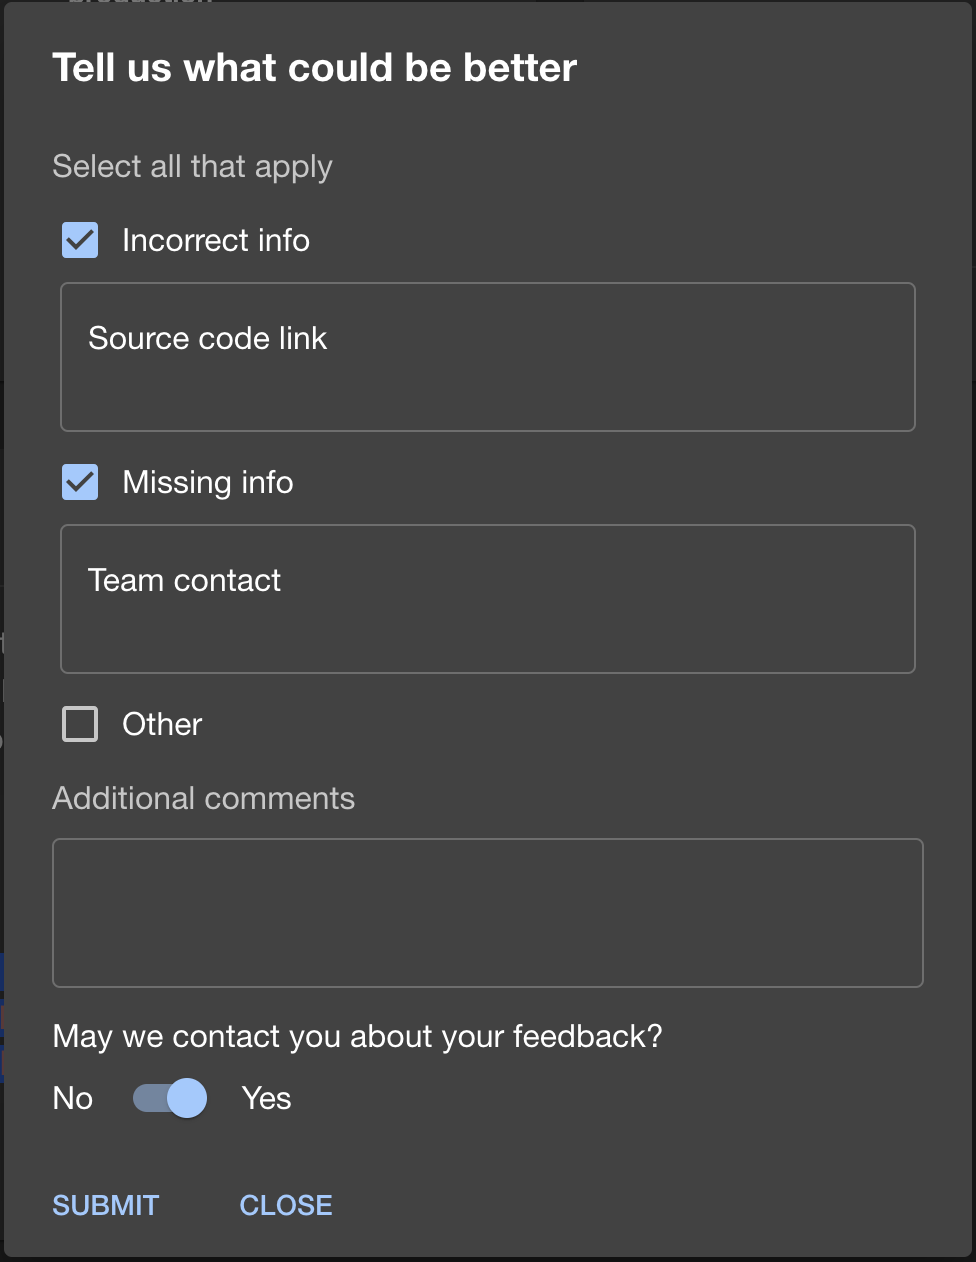 Tell us what could be better
Select all that apply
Incorrect info
Source code link
Missing info
Team contact
Other
Additional comments
May we contact you about your feedback?
No Yes
SUBMIT CLOSE